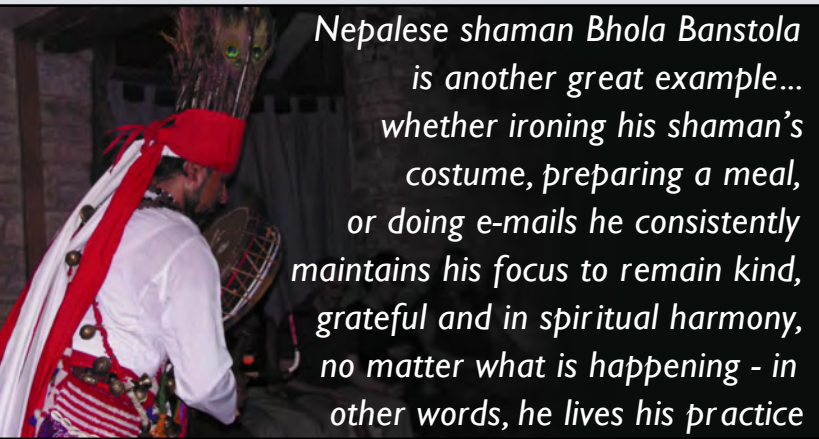 Nepalese shaman Bhola Banstola
is another great example...
whether ironing his shaman's
costume, preparing a meal,
or doing e-mails he consistently
maintains his focus to remain kind,
grateful and in spiritual harmony,
no matter what is happening - in
other words, he lives his practice